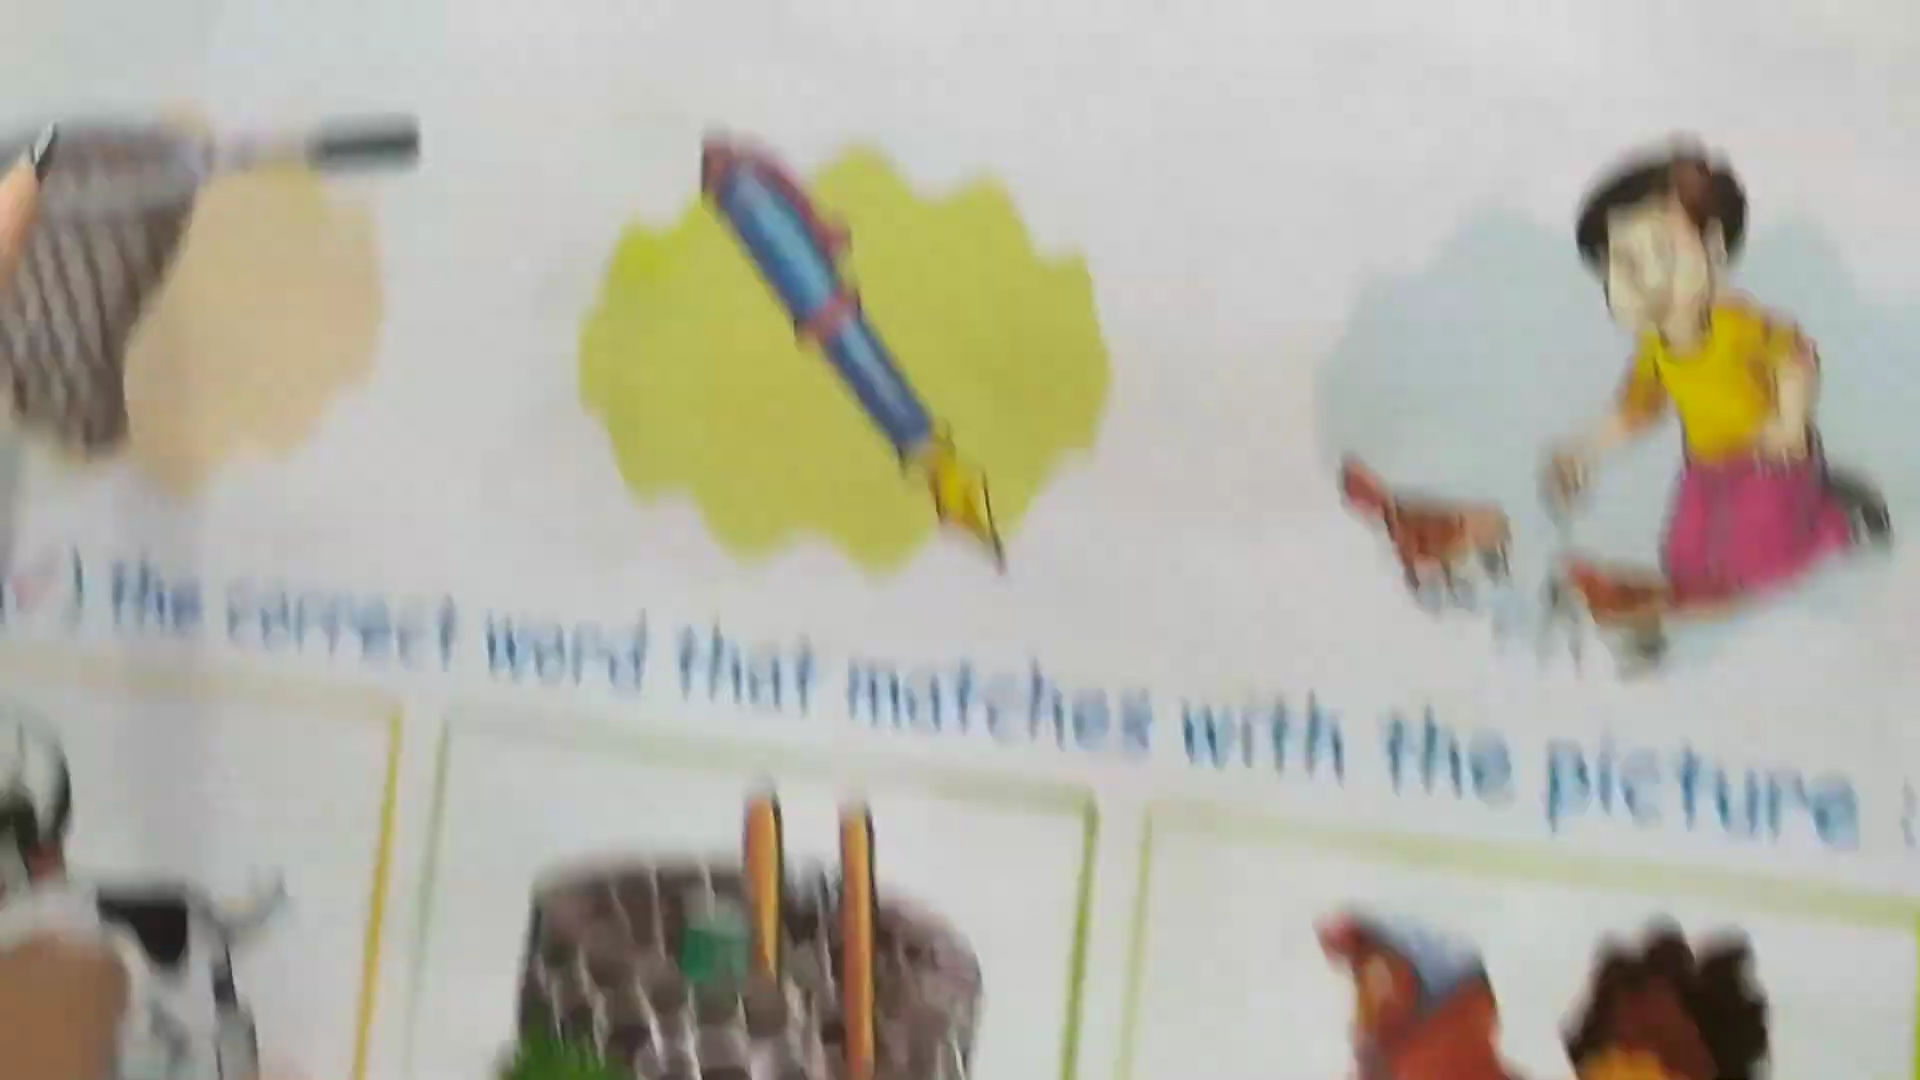 ✓) the correct word that matches with the picture :